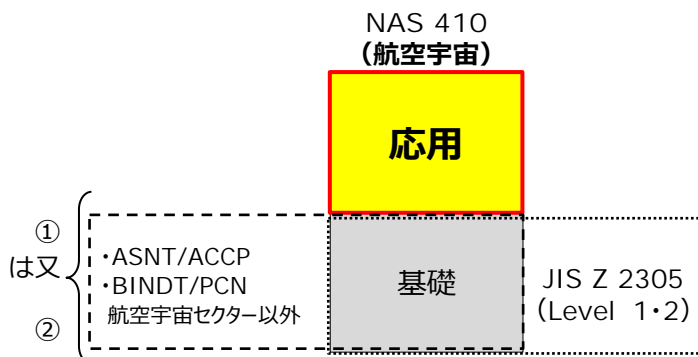 NAS 410
(航空宇宙)
応用
①
は又
②
・ASNT/ACCP
・BINDT/PCN
航空宇宙セクター以外
基礎
JIS Z 2305
(Level 1・2)